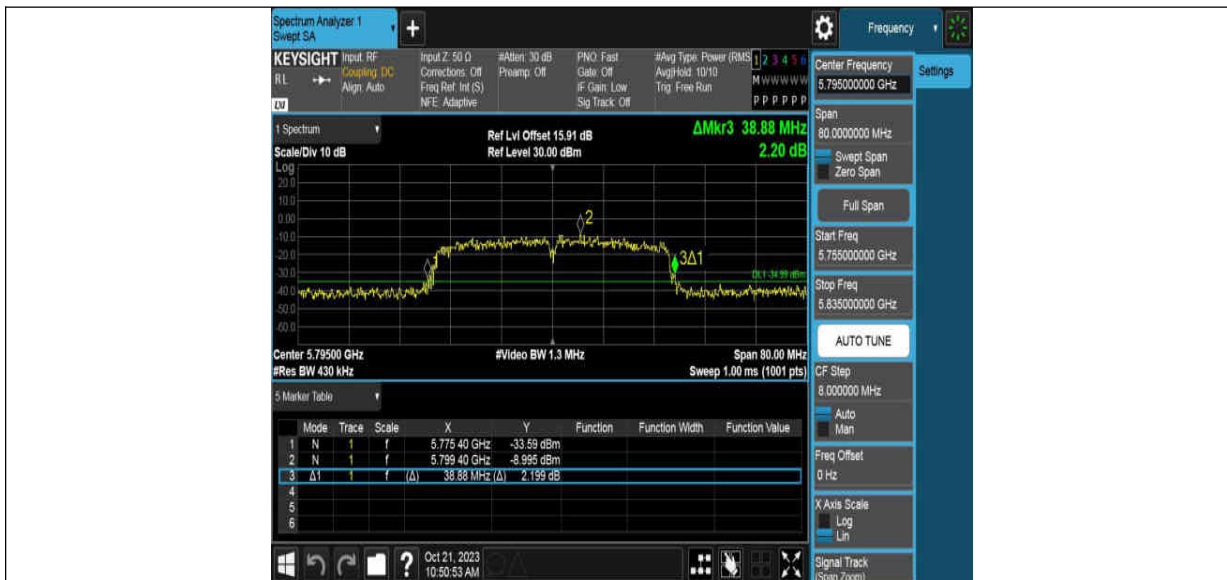 Spectrum Analyzer 1
Swept SA
+
Frequency
KEYSIGHT
RL
Input: RF
Coupling: DC
Align: Auto
Input Z: 50 Ω
Corrections: Off
Freq Ref: Int (S)
NFE: Adaptive
#Atten: 30 dB
Preamp: Off
PNO: Fast
Gate: Off
IF Gain: Low
Sig Track: Off
#Avg Type: Power (RMS
Avg|Hold: 10/10
Trig: Free Run
1 2 3 4 5 6
M W W W W W
P P P P P P
1 Spectrum
Scale/Div 10 dB
Ref Lvl Offset 15.91 dB
Ref Level 30.00 dBm
ΔMkr3 38.88 MHz
2.20 dB
Log
20.0
10.0
0.00
-10.0
-20.0
-30.0
-40.0
-50.0
-60.0
2
3Δ1
DL1 -34.99 dBm
Center 5.79500 GHz
#Video BW 1.3 MHz
Span 80.00 MHz
#Res BW 430 kHz
Sweep 1.00 ms (1001 pts)
5 Marker Table
Mode Trace Scale X Y Function Function Width Function Value
1 N 1 f 5.775 40 GHz -33.59 dBm
2 N 1 f 5.799 40 GHz -8.995 dBm
3 Δ1 1 f (Δ) 38.88 MHz (Δ) 2.199 dB
4
5
6
Oct 21, 2023
10:50:53 AM
Center Frequency
5.795000000 GHz
Settings
Span
80.0000000 MHz
Swept Span
Zero Span
Full Span
Start Freq
5.755000000 GHz
Stop Freq
5.835000000 GHz
AUTO TUNE
CF Step
8.000000 MHz
Auto
Man
Freq Offset
0 Hz
X Axis Scale
Log
Lin
Signal Track
(Span Zoom)